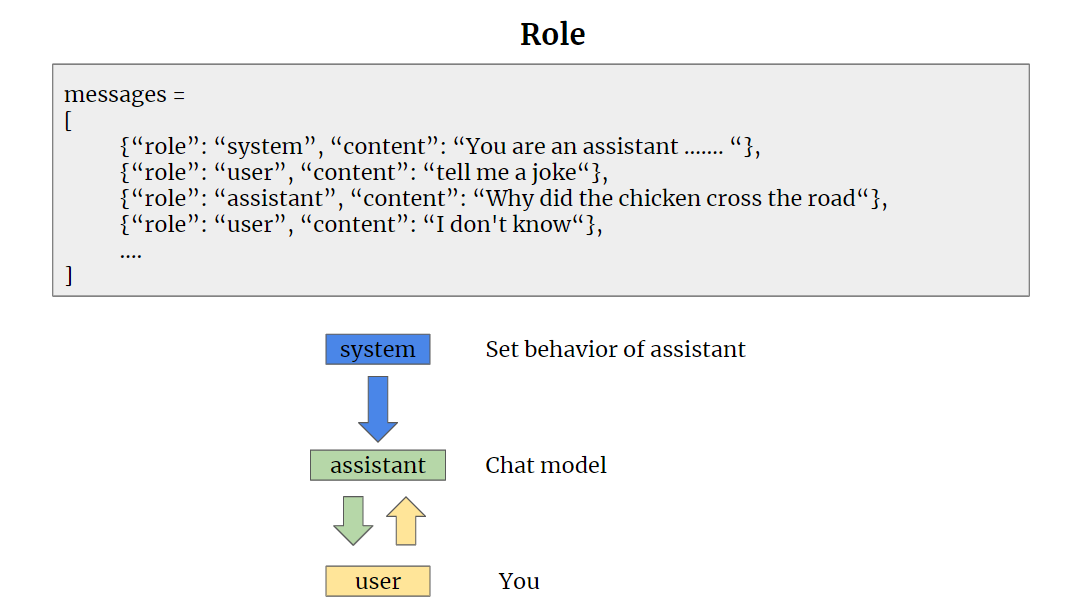 Role
messages =
[
{“role”: “system”, “content”: “You are an assistant ....... “},
{“role”: “user”, “content”: “tell me a joke“},
{“role”: “assistant”, “content”: “Why did the chicken cross the road“},
{“role”: “user”, “content”: “I don't know“},
....
]
system Set behavior of assistant
assistant Chat model
user You